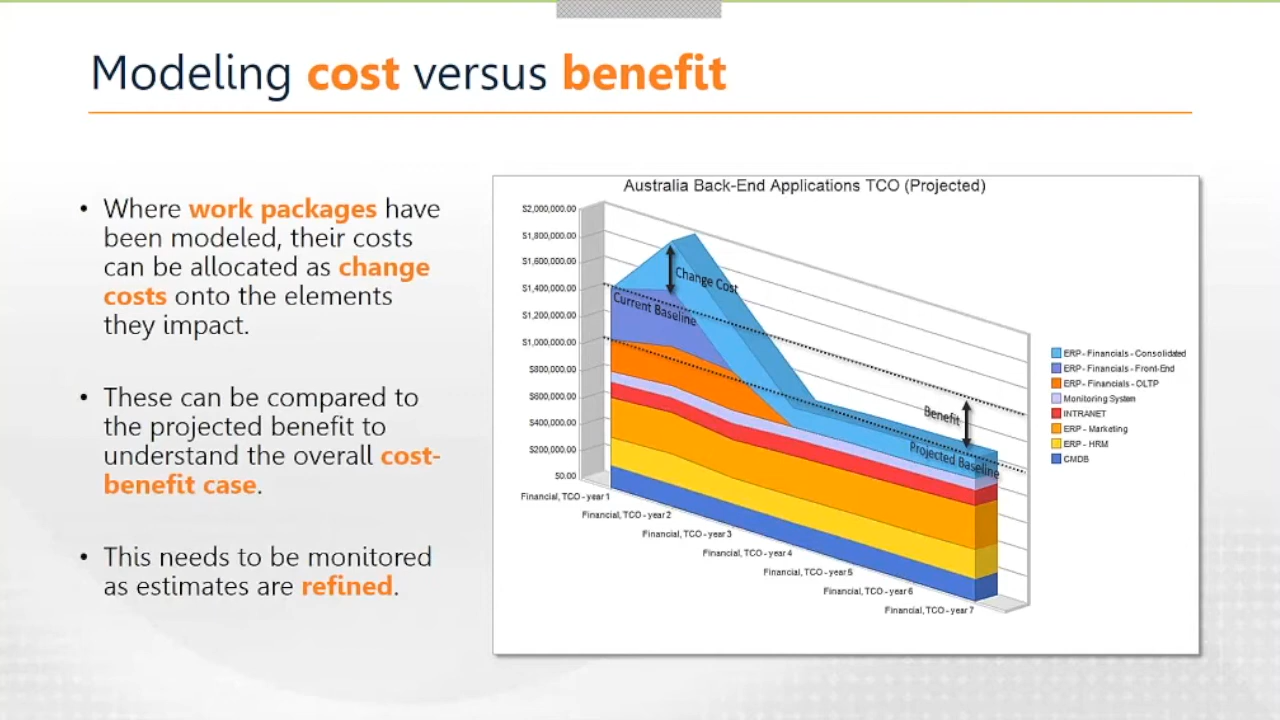 Modeling cost versus benefit
• Where work packages have
been modeled, their costs
can be allocated as change
costs onto the elements
they impact.
• These can be compared to
the projected benefit to
understand the overall cost-
benefit case.
• This needs to be monitored
as estimates are refined.
Australia Back-End Applications TCO (Projected)
$2,000,000.00
$1,800,000.00
$1,600,000.00
$1,400,000.00
$1,200,000.00
$1,000,000.00
$800,000.00
$600,000.00
$400,000.00
$200,000.00
$0.00
Change Cost
Current Baseline
Benefit
Projected Baseline
Financial, TCO - year 1
Financial, TCO - year 2
Financial, TCO - year 3
Financial, TCO - year 4
Financial, TCO - year 5
Financial, TCO - year 6
Financial, TCO - year 7
ERP - Financials - Consolidated
ERP - Financials - Front-End
ERP - Financials - OLTP
Monitoring System
INTRANET
ERP - Marketing
ERP - HRM
CMDB